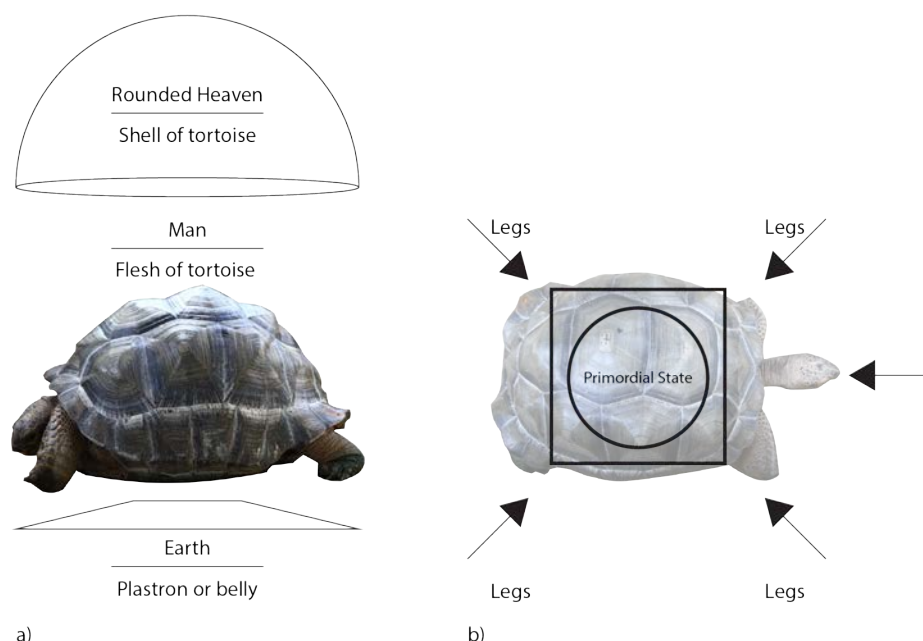 Rounded Heaven
Shell of tortoise
Man
Flesh of tortoise
Earth
Plastron or belly
a)
Legs
Legs
Primordial State
Legs
Legs
b)